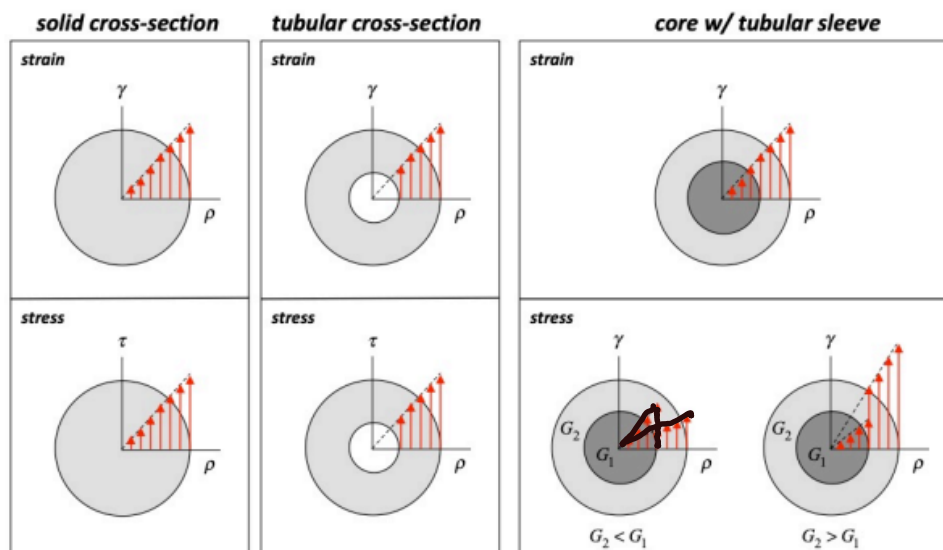 solid cross-section
tubular cross-section
core w/ tubular sleeve
strain
γ
ρ
strain
γ
ρ
strain
γ
ρ
stress
τ
ρ
stress
τ
ρ
stress
γ
G₂
G₁
ρ
G₂ < G₁
γ
G₂
G₁
ρ
G₂ > G₁